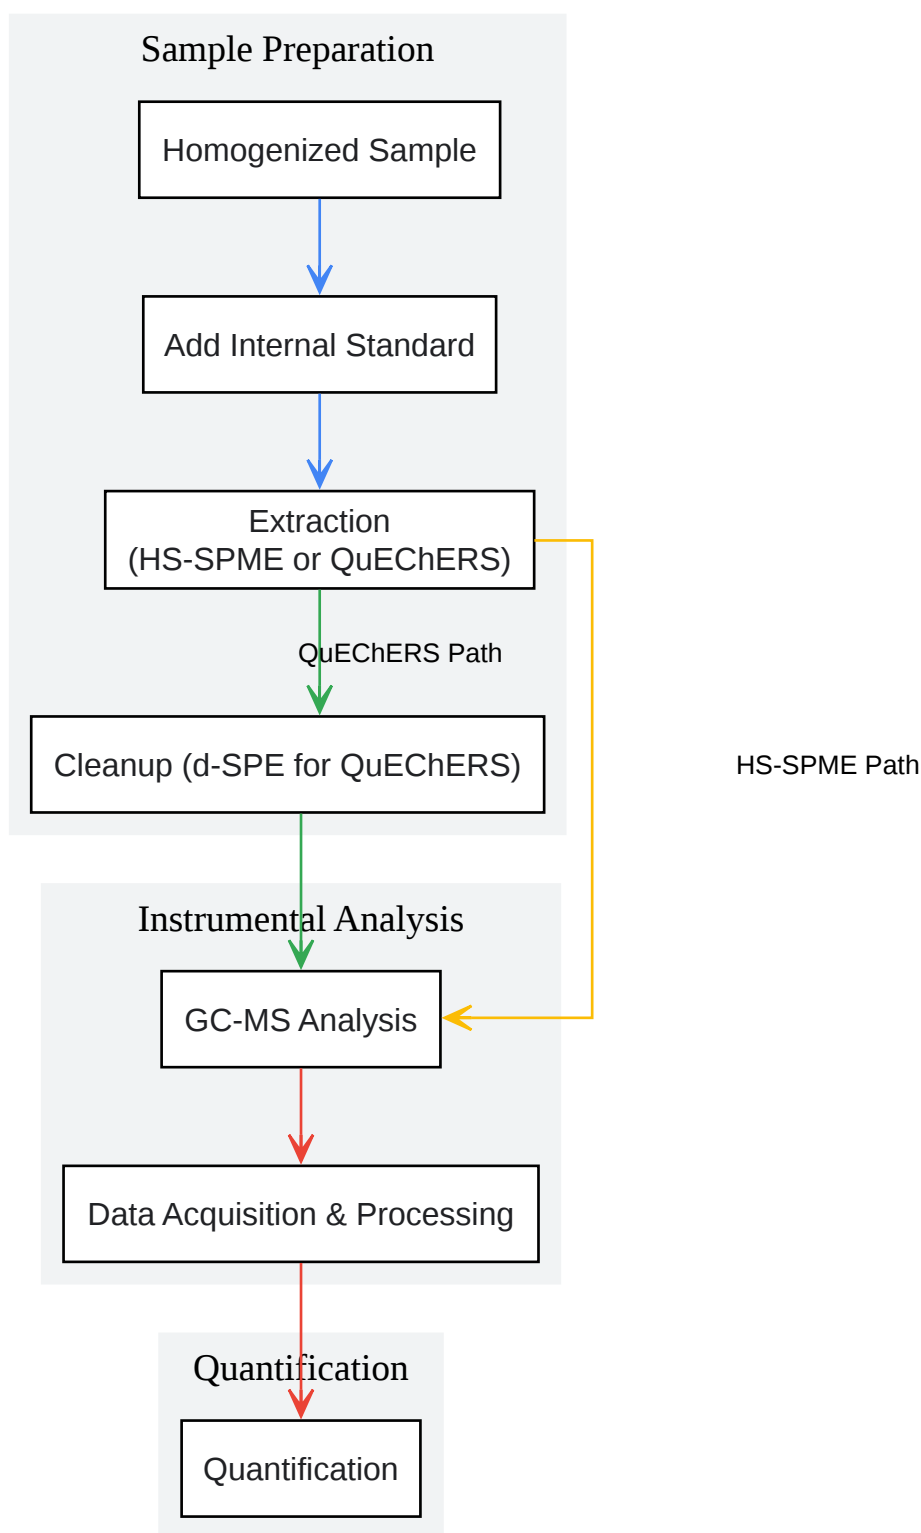 Sample Preparation
Homogenized Sample
Add Internal Standard
Extraction
(HS-SPME or QuEChERS)
QuEChERS Path
Cleanup (d-SPE for QuEChERS)
HS-SPME Path
Instrumental Analysis
GC-MS Analysis
Data Acquisition & Processing
Quantification
Quantification